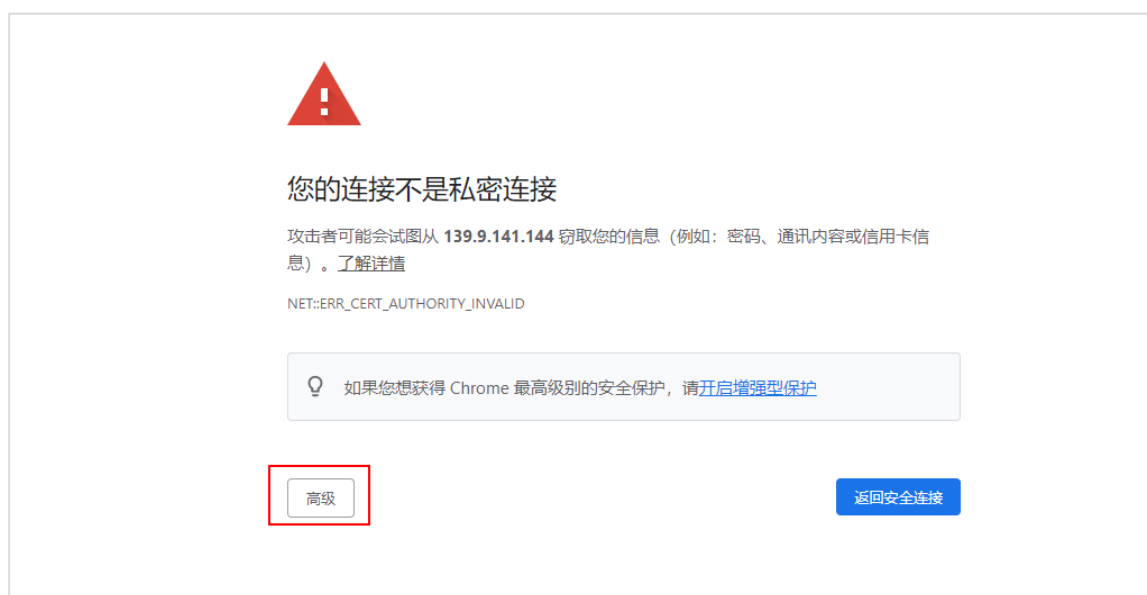 您的连接不是私密连接
攻击者可能会试图从 139.9.141.144 窃取您的信息（例如：密码、通讯内容或信用卡信
息）。了解详情
NET::ERR_CERT_AUTHORITY_INVALID
如果您想获得 Chrome 最高级别的安全保护，请开启增强型保护
高级
返回安全连接